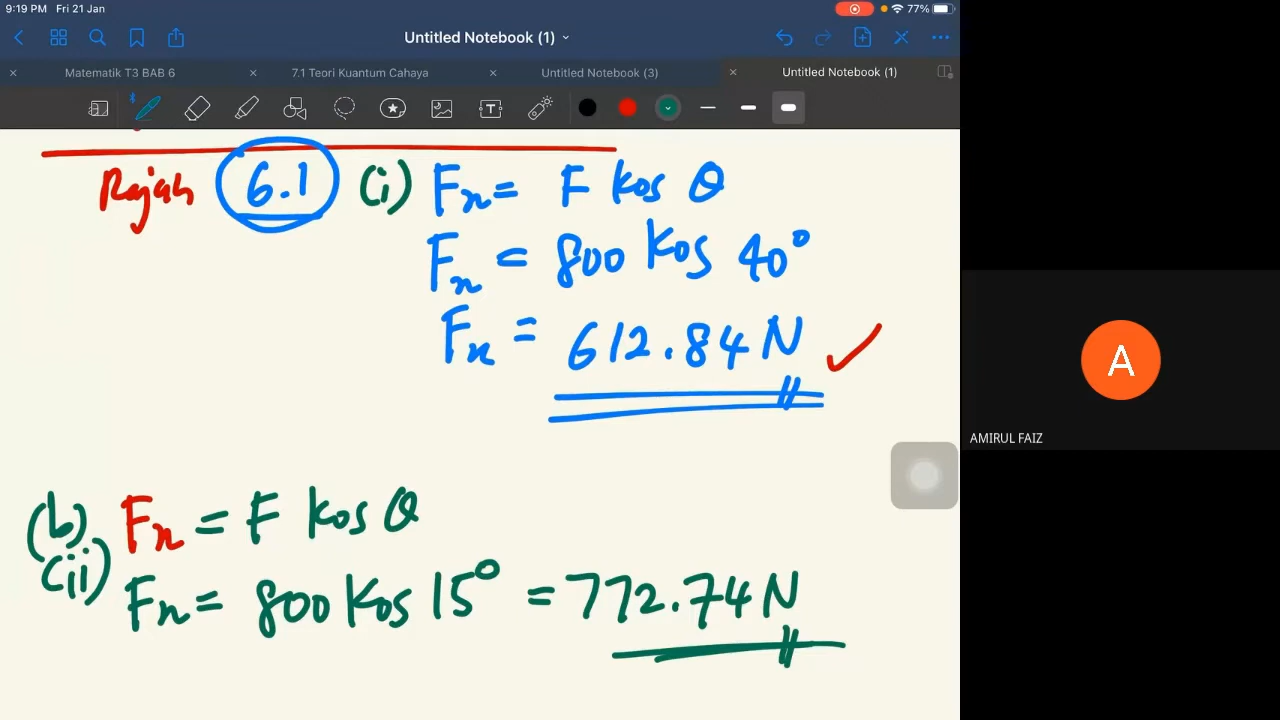 9:19 PM Fri 21 Jan 77%
Untitled Notebook (1)
Matematik T3 BAB 6 7.1 Teori Kuantum Cahaya Untitled Notebook (3) Untitled Notebook (1)
Rajah 6.1 (i) Fx = F kos θ
Fx = 800 kos 40°
Fx = 612.84 N
A
AMIRUL FAIZ
(b) Fx = F kos θ
(ii) Fx = 800 kos 15° = 772.74 N